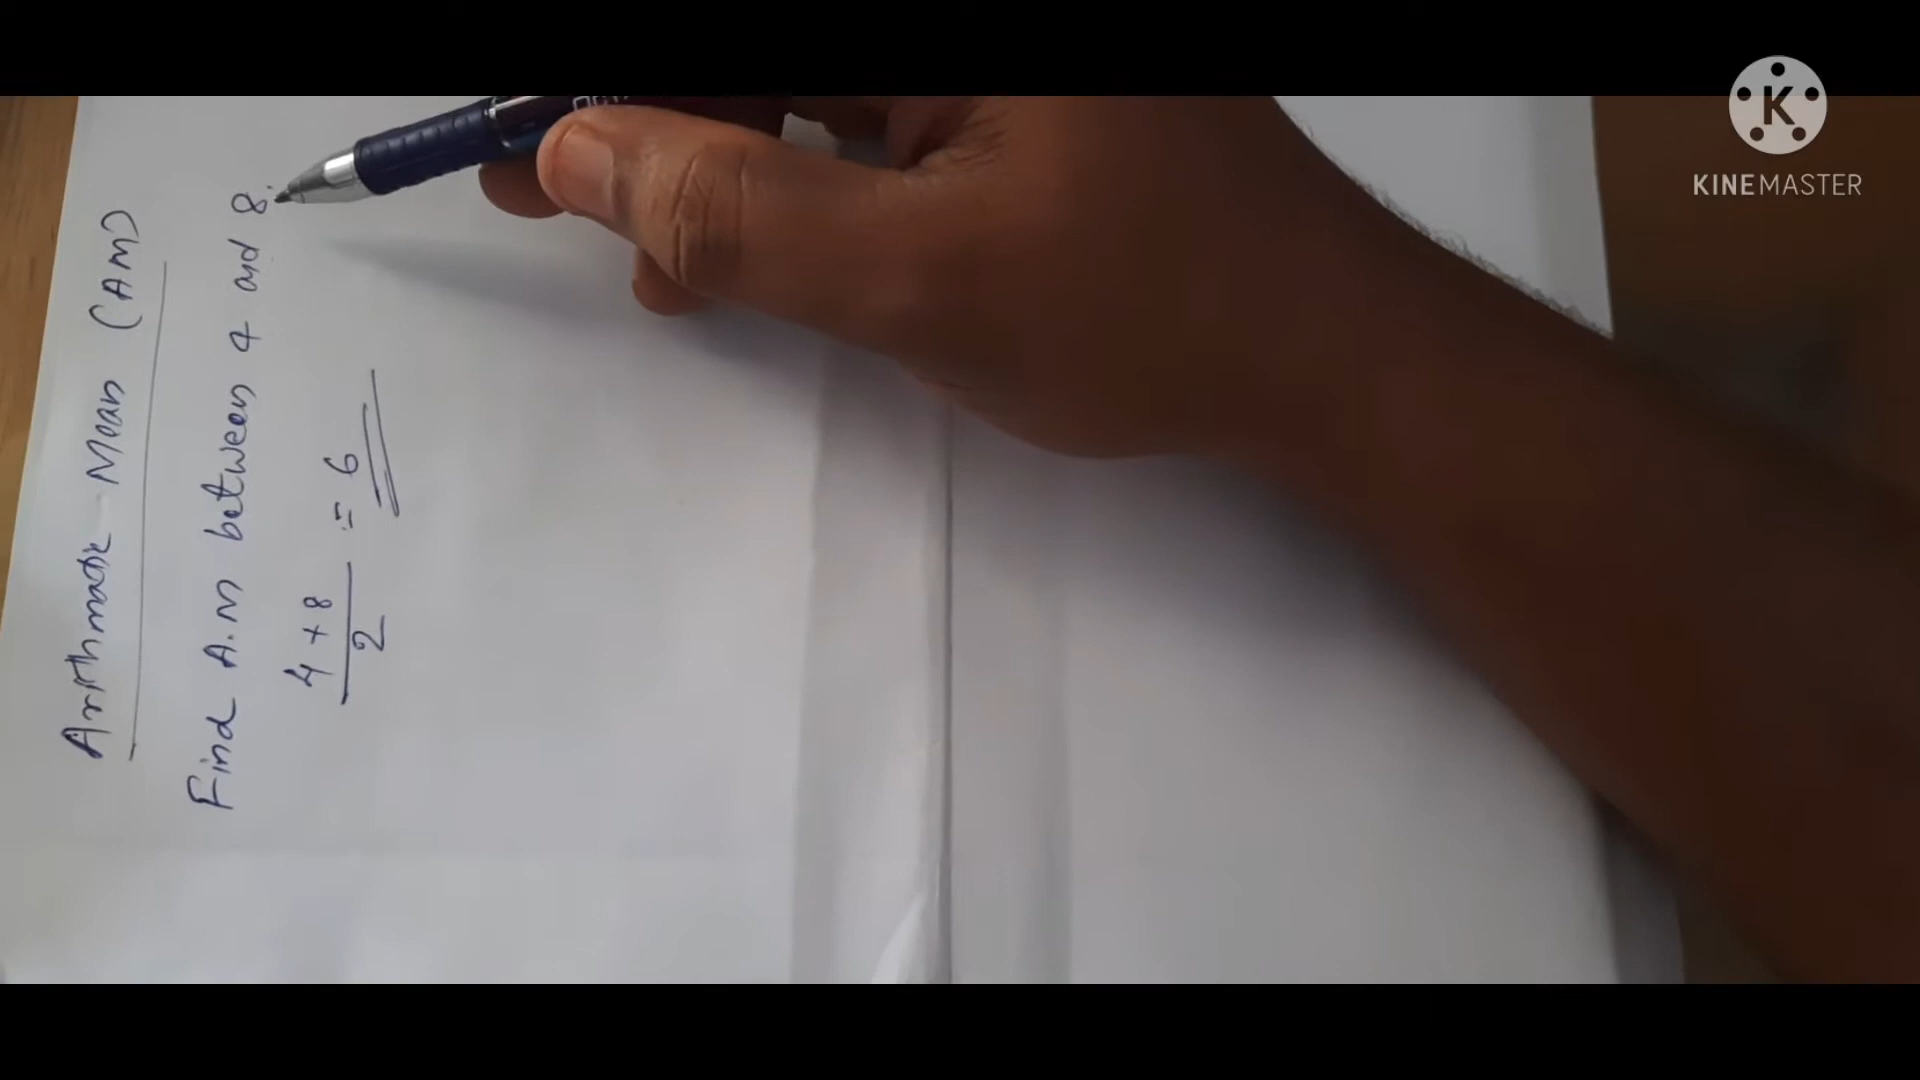 Arithmatic Mean (AM)
Find A.M between 4 and 8.
4 + 8
2
= 6
KINEMASTER